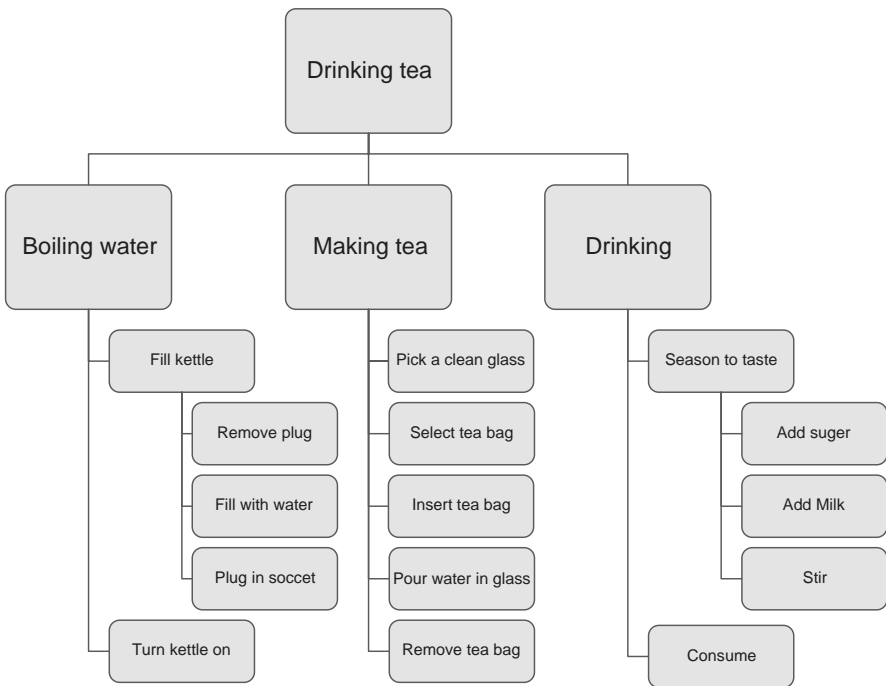 Drinking tea
Boiling water
Making tea
Drinking
Fill kettle
Pick a clean glass
Season to taste
Remove plug
Select tea bag
Add suger
Fill with water
Insert tea bag
Add Milk
Plug in soccet
Pour water in glass
Stir
Turn kettle on
Remove tea bag
Consume